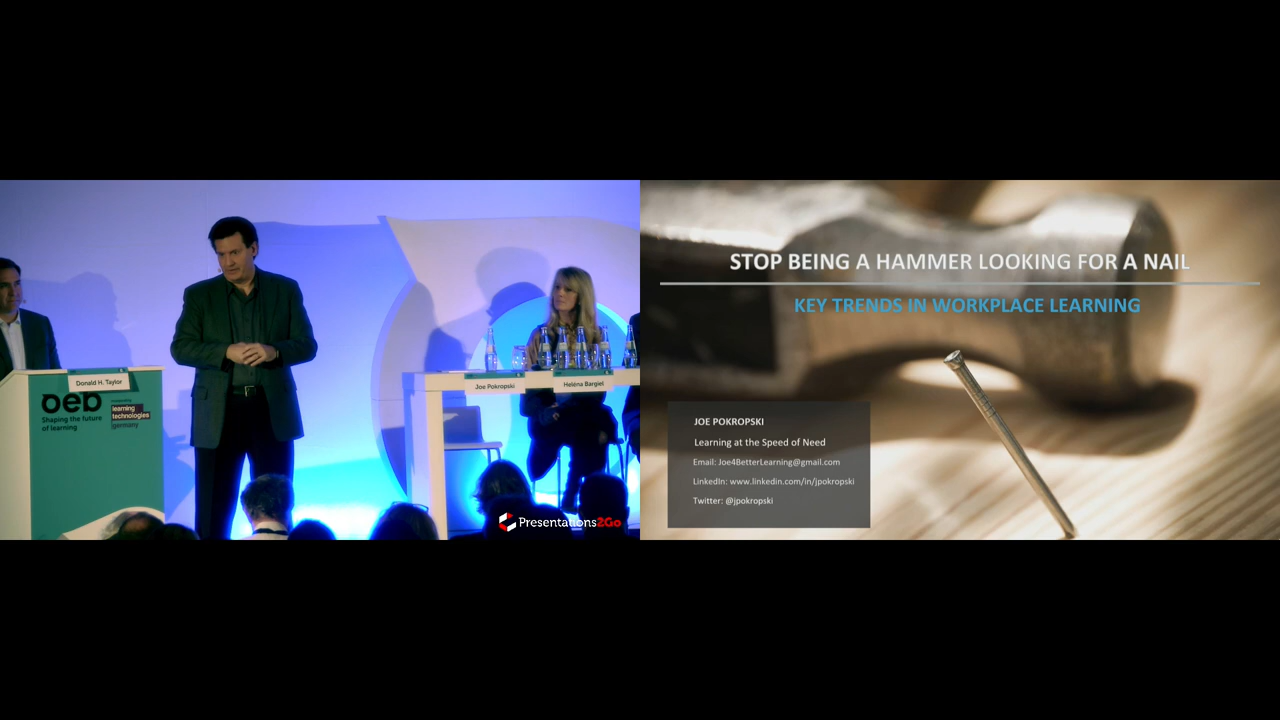 Donald H. Taylor
oeb
Shaping the future
of learning
learning
technologies
germany
Joe Pokropski
Helena Bargiel
Presentations2Go
STOP BEING A HAMMER LOOKING FOR A NAIL
KEY TRENDS IN WORKPLACE LEARNING
JOE POKROPSKI
Learning at the Speed of Need
Email: Joe4BetterLearning@gmail.com
LinkedIn: www.linkedin.com/in/jpokropski
Twitter: @jpokropski